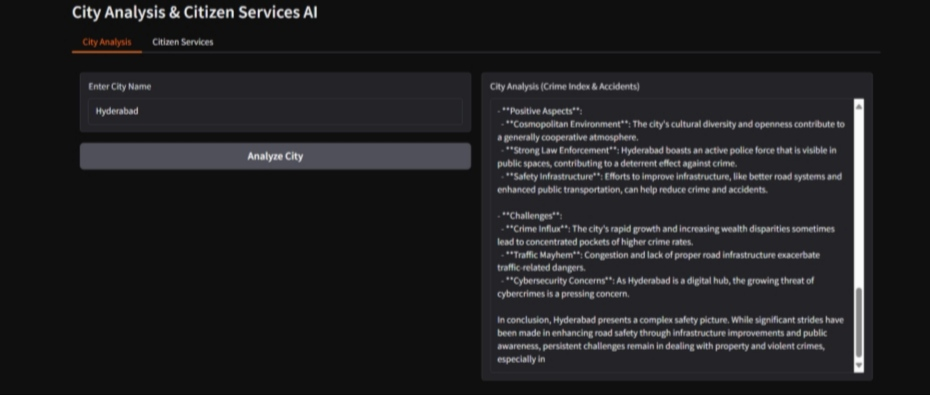 City Analysis & Citizen Services AI
City Analysis
Citizen Services
Enter City Name
Hyderabad
Analyze City
City Analysis (Crime Index & Accidents)
- **Positive Aspects**:
- **Cosmopolitan Environment**: The city's cultural diversity and openness contribute to
a generally cooperative atmosphere.
- **Strong Law Enforcement**: Hyderabad boasts an active police force that is visible in
public spaces, contributing to a deterrent effect against crime.
- **Safety Infrastructure**: Efforts to improve infrastructure, like better road systems and
enhanced public transportation, can help reduce crime and accidents.
- **Challenges**:
- **Crime Influx**: The city's rapid growth and increasing wealth disparities sometimes
lead to concentrated pockets of higher crime rates.
- **Traffic Mayhem**: Congestion and lack of proper road infrastructure exacerbate
traffic-related dangers.
- **Cybersecurity Concerns**: As Hyderabad is a digital hub, the growing threat of
cybercrimes is a pressing concern.
In conclusion, Hyderabad presents a complex safety picture. While significant strides have
been made in enhancing road safety through infrastructure improvements and public
awareness, persistent challenges remain in dealing with property and violent crimes,
especially in